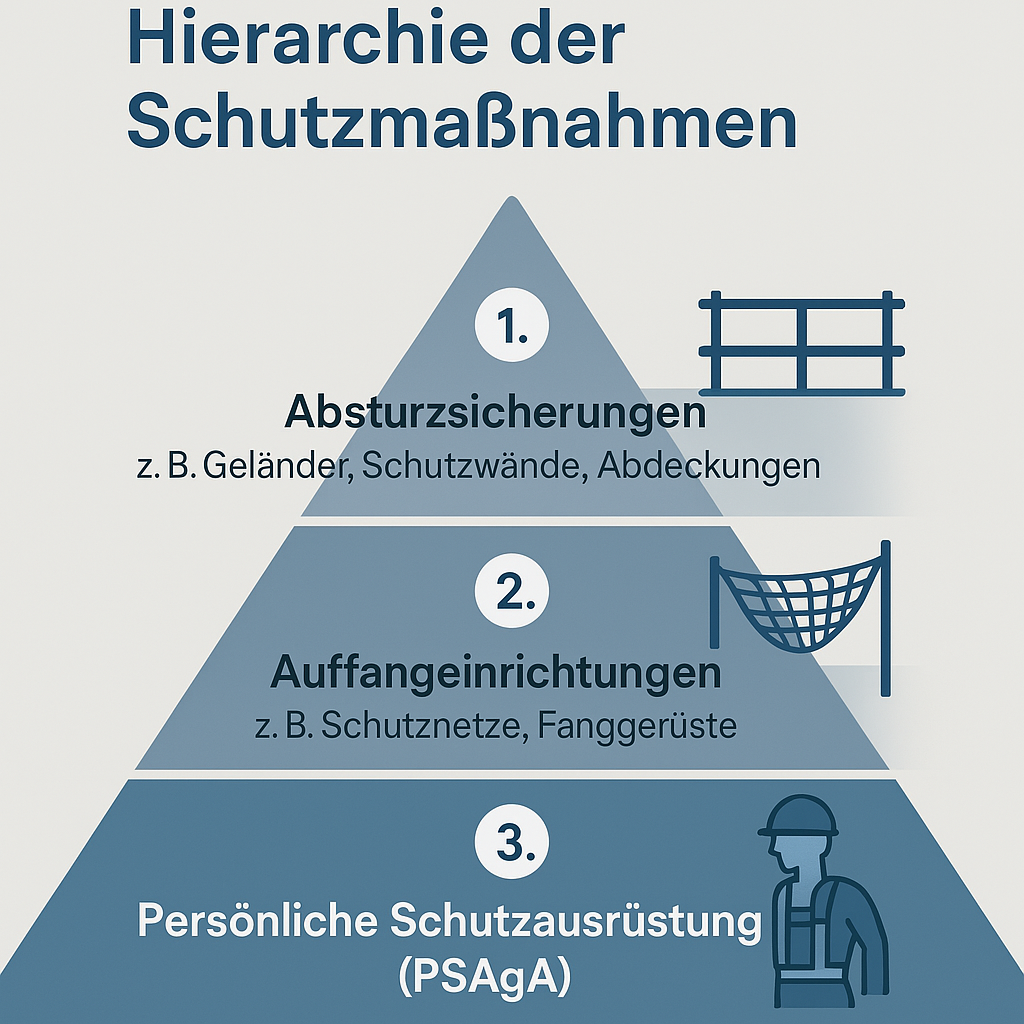 Hierarchie der
Schutzmaßnahmen
1.
Absturzsicherungen
z. B. Geländer, Schutzwände, Abdeckungen
2.
Auffangeinrichtungen
z. B. Schutznetze, Fanggerüste
3.
Persönliche Schutzausrüstung
(PSAgA)